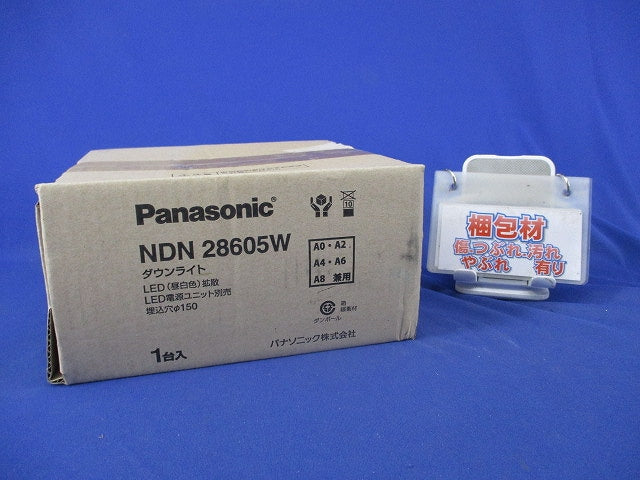 Panasonic
NDN 28605W
ダウンライト
LED(昼白色)拡散
LED電源ユニット別売
埋込穴φ150
1台入
10
A0・A2
A4・A6
A8 兼用
ダンボール
パナソニック株式会社
梱包材
傷つぶれ・汚れ
やぶれ 有り